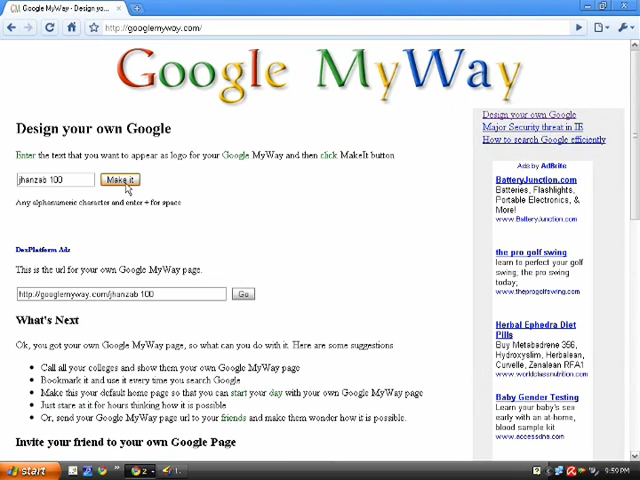 Google MyWay - Design yo...
http://googlemyway.com/
Google MyWay
Design your own Google
Enter the text that you want to appear as logo for your Google MyWay and then click MakeIt button
jhanzab 100
Make it
Any alphanumeric character and enter + for space
DaxPlatform Adz
This is the url for your own Google MyWay page.
http://googlemyway.com/jhanzab 100
Go
What's Next
Ok, you got your own Google MyWay page, so what can you do with it. Here are some suggestions
Call all your colleges and show them your own Google MyWay page
Bookmark it and use it every time you search Google
Make this your default home page so that you can start your day with your own Google MyWay page
Just stare at it for hours thinking how it is possible
Or, send your Google MyWay page url to your friends and make them wonder how it is possible.
Invite your friend to your own Google Page
Design your own Google
Major Security threat in IE
How to search Google efficiently
Ads by AdBrite
BatteryJunction.com
Batteries, Flashlights,
Portable Electronics, &
More!
www.BatteryJunction.com
the pro golf swing
learn to perfect your golf
swing, the pro swing
today;
www.theprogolfswing.com
Herbal Ephedra Diet
Pills
Buy Metabadrene 356,
Hydroxyslim, Herbalean,
Curvelle, Zenalean RFA1
www.worldclassnutrition...
Baby Gender Testing
Learn your baby's sex
early with an at-home,
blood sample kit
www.accessdna.com
start
2
1...
9:59 PM